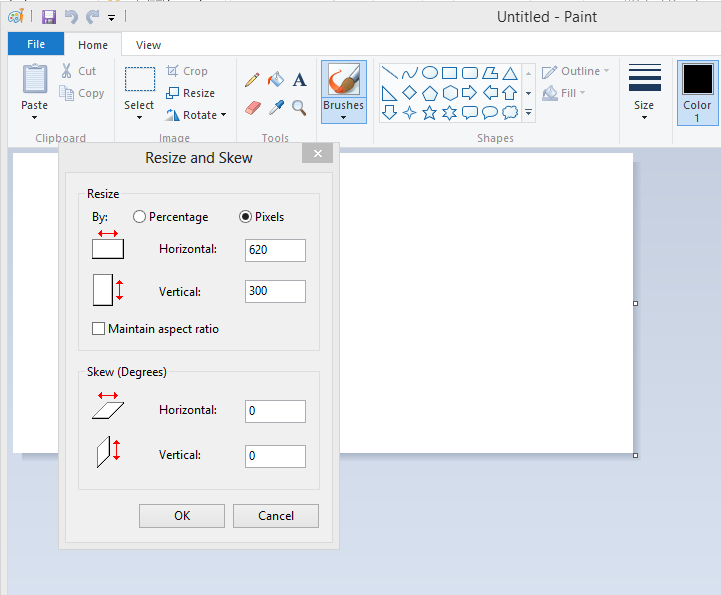 Untitled - Paint
File Home View
Paste Cut Copy
Clipboard
Select Crop Resize Rotate
Image
A
Tools
Brushes
Shapes
Outline
Fill
Size
Color
1
Resize and Skew
Resize
By: Percentage Pixels
Horizontal: 620
Vertical: 300
Maintain aspect ratio
Skew (Degrees)
Horizontal: 0
Vertical: 0
OK Cancel